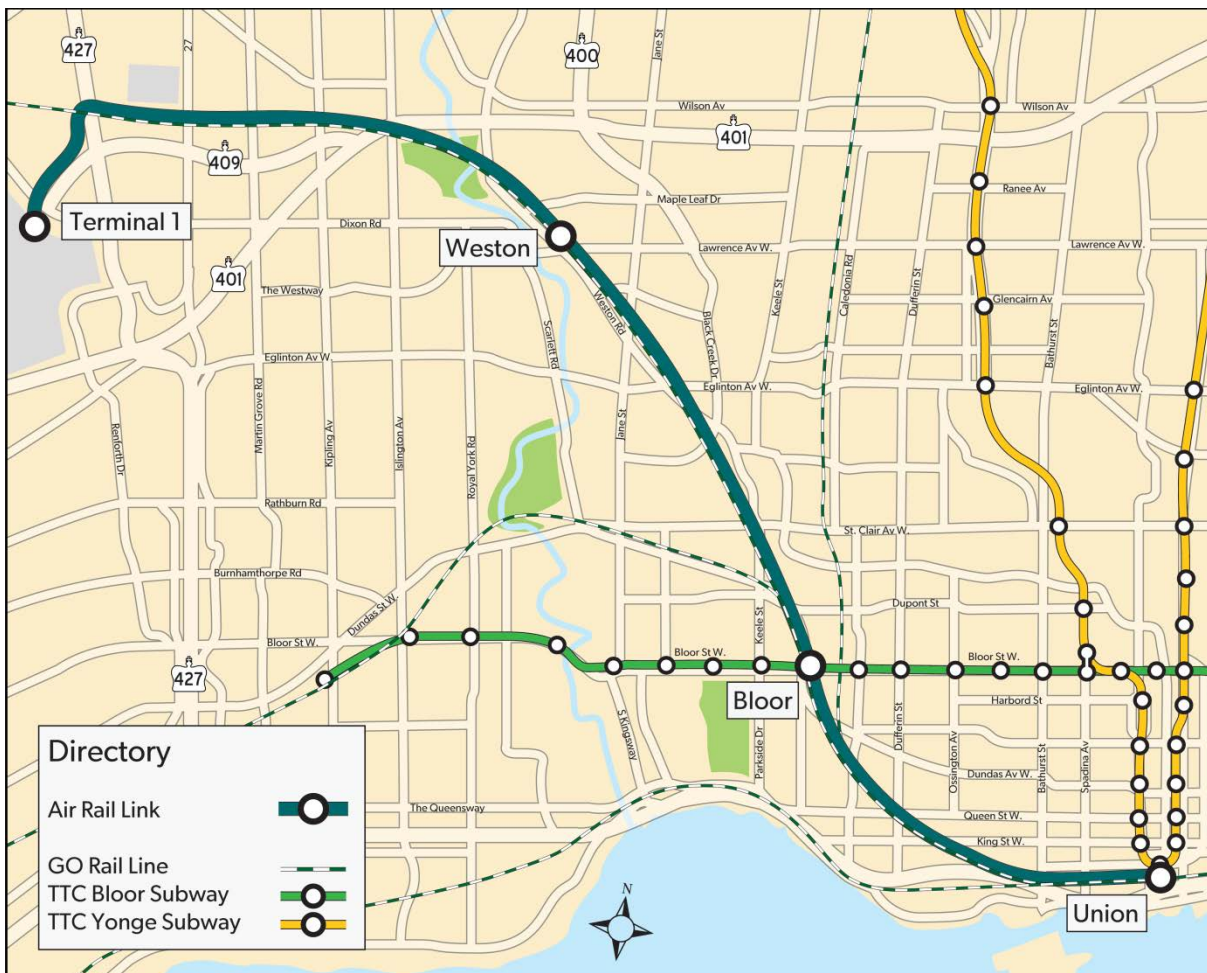 427
27
400
Jane St
Wilson Av
Wilson Av
401
409
Ranee Av
Maple Leaf Dr
Terminal 1
Dixon Rd
Weston
Lawrence Av W.
Lawrence Av W.
401
The Westway
Weston Rd
Black Creek Dr
Keele St
Caledonia Rd
Dufferin St
Glencairn Av
Bathurst St
Scarlett Rd
Eglinton Av W.
Eglinton Av W.
Eglinton Av W.
Renforth Dr
Martin Grove Rd
Kipling Av
Islington Av
Royal York Rd
Jane St
Rathburn Rd
St. Clair Av W.
Burnhamthorpe Rd
Dundas St W.
Dupont St
Keele St
Bloor St W.
Bloor St W.
Bloor St W.
427
Bloor
Harbord St
S Kingsway
Parkside Dr
Dufferin St
Ossington Av
Bathurst St
Spadina Av
Dundas Av W.
The Queensway
Queen St W.
King St W.
Union
N
Directory
Air Rail Link
GO Rail Line
TTC Bloor Subway
TTC Yonge Subway